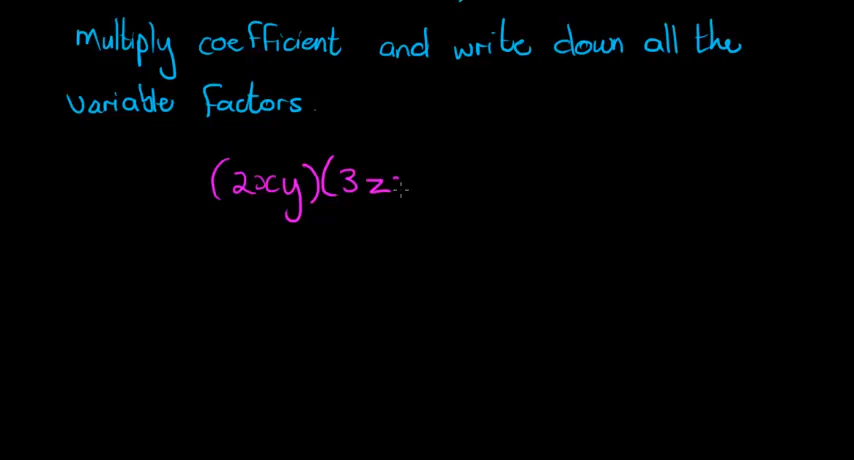 multiply coefficient and write down all the
variable factors.
(2xy)(3z